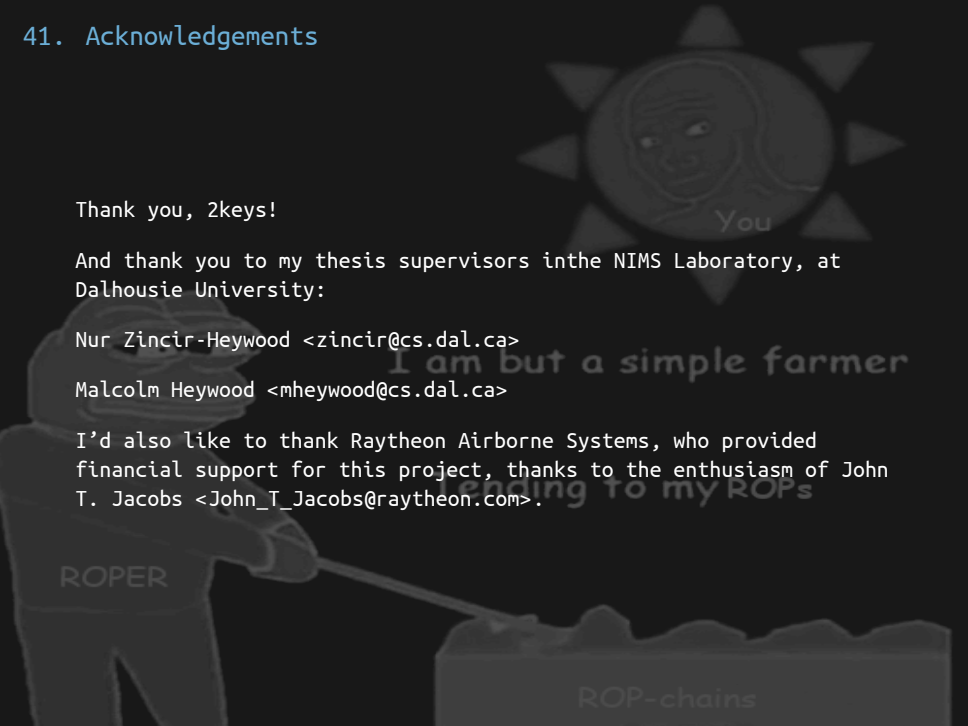 41. Acknowledgements
You
Thank you, 2keys!
And thank you to my thesis supervisors inthe NIMS Laboratory, at
Dalhousie University:
Nur Zincir-Heywood <zincir@cs.dal.ca>
I am but a simple farmer
Malcolm Heywood <mheywood@cs.dal.ca>
I’d also like to thank Raytheon Airborne Systems, who provided
financial support for this project, thanks to the enthusiasm of John
tending to my ROPs
T. Jacobs <John_T_Jacobs@raytheon.com>.
ROPER
ROP-chains